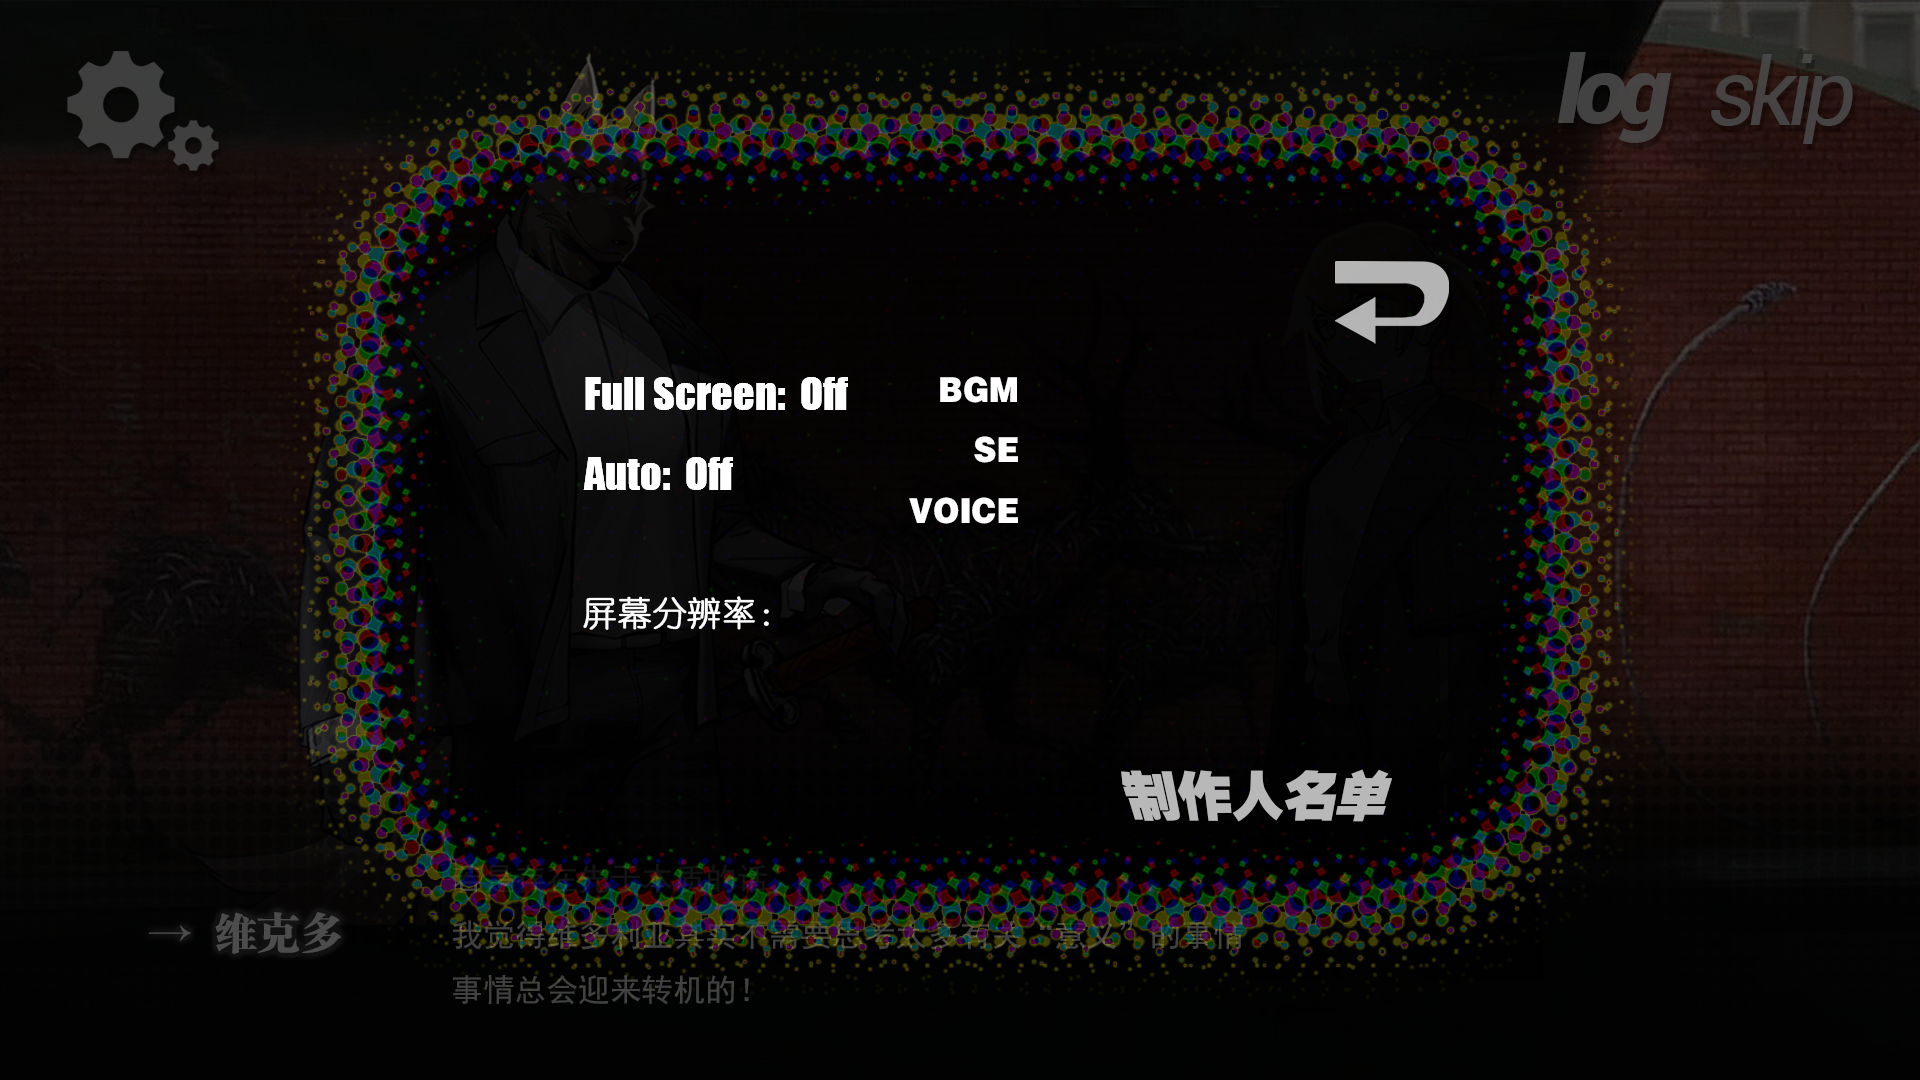 log skip
Full Screen: Off
BGM
SE
Auto: Off
VOICE
屏幕分辨率:
制作人名单
→ 维克多
我觉得维多利亚其实不需要思考太多有关“意义”的事情
事情总会迎来转机的!